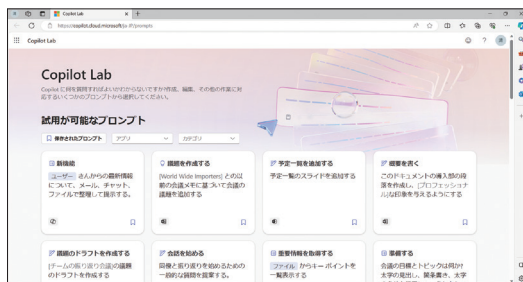 Copilot Lab
https://copilot.cloud.microsoft/ja-JP/prompts
Copilot Lab
Copilot Lab
Copilot に何を質問すればよいかわからないですか?作成、編集、その他の作業に対
応するいくつかのプロンプトから選択してください。
試用が可能なプロンプト
保存されたプロンプト アプリ カテゴリ
新機能
ユーザー さんからの最新情報
について、メール、チャット、
ファイルで整理して提示する。
議題を作成する
[World Wide Importers] との以
前の会議メモに基づいて会議の
議題を追加する
予定一覧を追加する
予定一覧のスライドを追加する
概要を書く
このドキュメントの導入部の段
落を作成し、[プロフェッショナ
ル]な印象を与えるようにする
議題のドラフトを作成する
[チームの振り返り会議]の議題
のドラフトを作成する
会話を始める
同僚と振り返りを始めるための
一般的な質問を提案する。
重要情報を取得する
ファイル からキー ポイントを
一覧表示する
準備する
会議の目標とトピックは何か?
太字の見出し、箇条書き、太字